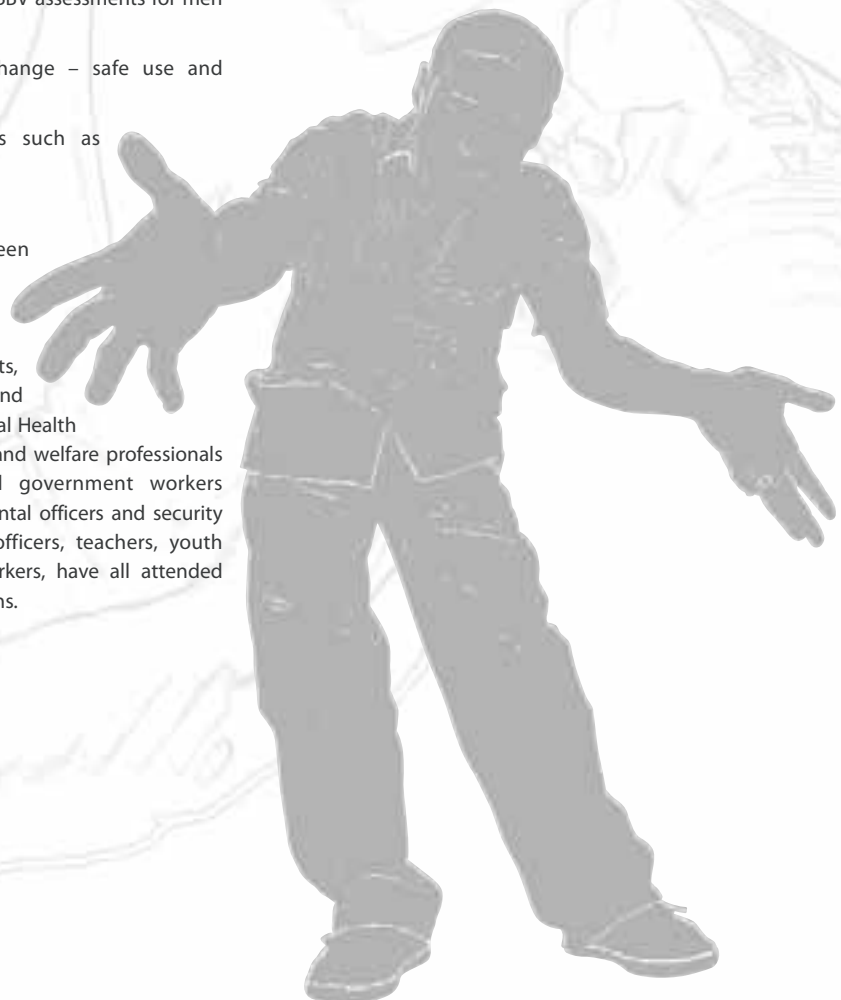 BBV assessments for men
hange – safe use and
s such as
een
ts,
nd
al Health
and welfare professionals
l government workers
ntal officers and security
officers, teachers, youth
rkers, have all attended
ns.